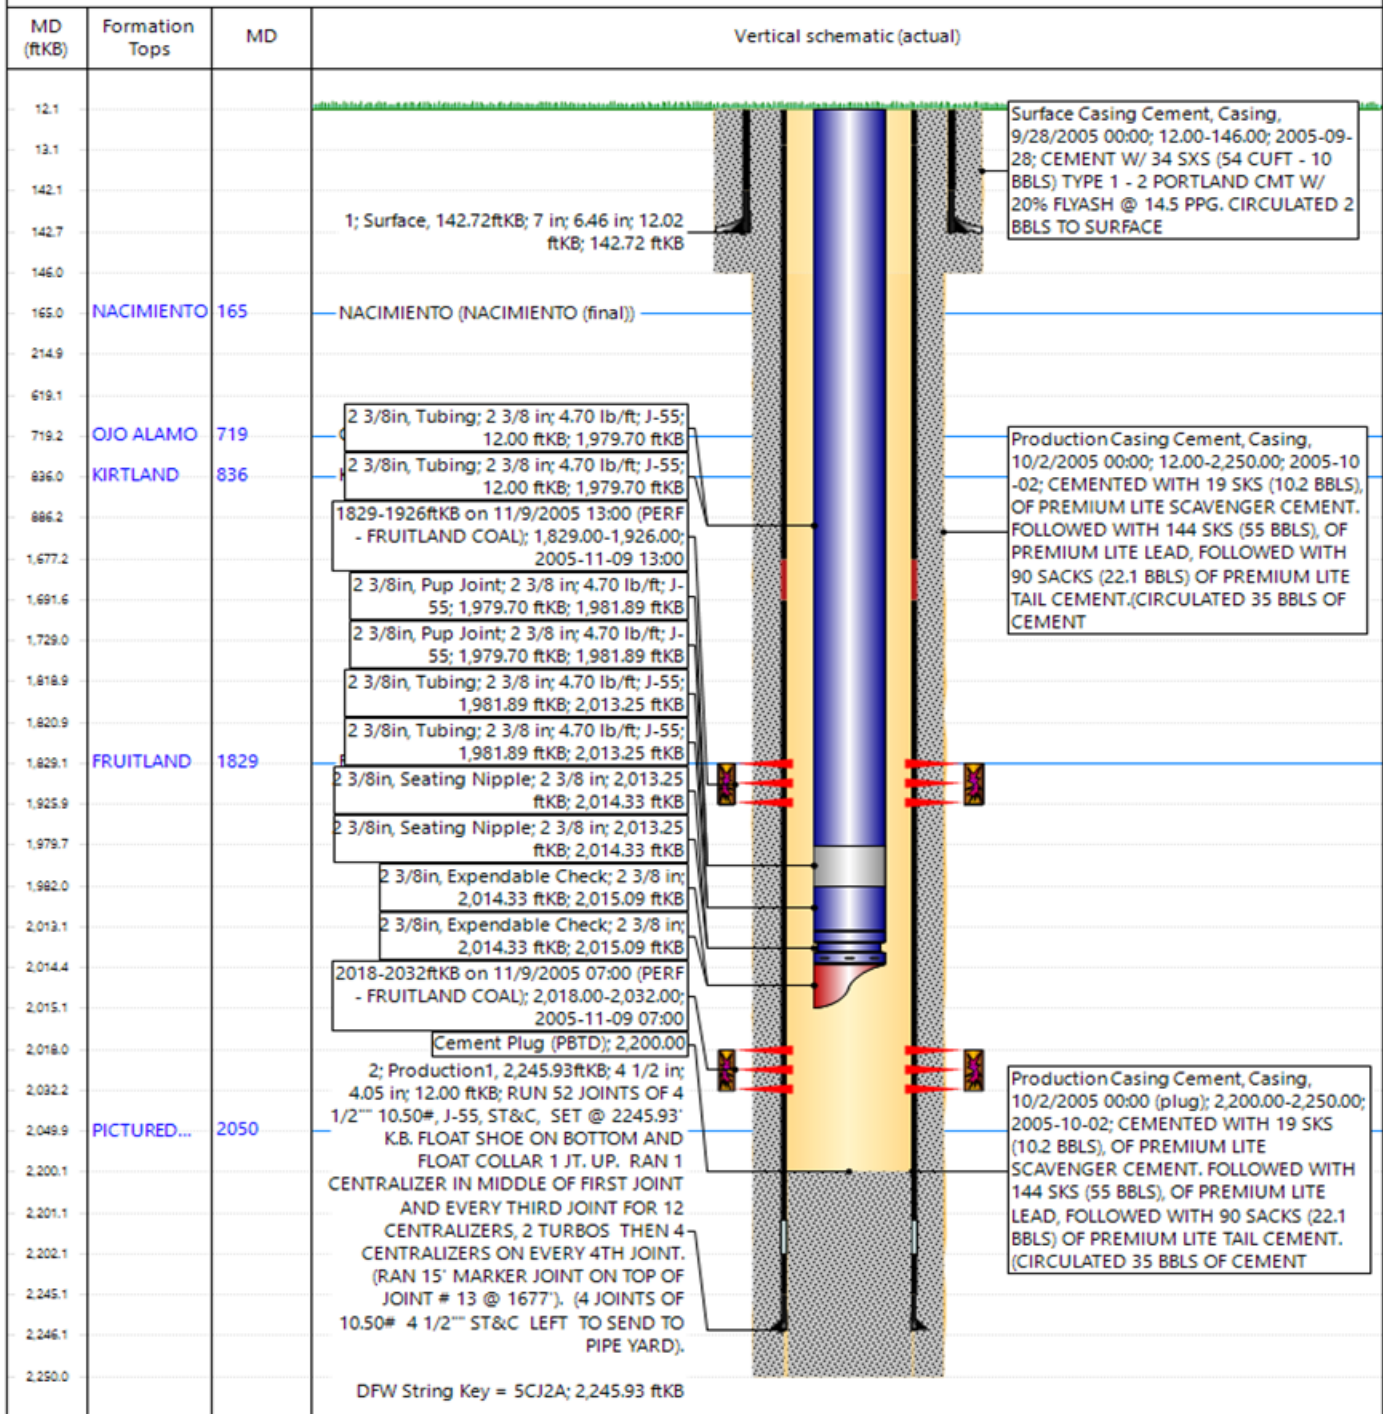 MD
(ftKB)
Formation
Tops
MD
Vertical schematic (actual)
12.1
13.1
142.1
142.7
146.0
165.0
214.9
619.1
719.2
836.0
886.2
1,677.2
1,691.6
1,729.0
1,818.9
1,820.9
1,829.1
1,925.9
1,979.7
1,982.0
2,013.1
2,014.4
2,015.1
2,018.0
2,032.2
2,049.9
2,200.1
2,201.1
2,202.1
2,245.1
2,246.1
2,250.0
NACIMIENTO 165
OJO ALAMO 719
KIRTLAND 836
FRUITLAND 1829
PICTURED... 2050
1; Surface, 142.72ftKB; 7 in; 6.46 in; 12.02
ftKB; 142.72 ftKB
NACIMIENTO (NACIMIENTO (final))
2 3/8in, Tubing; 2 3/8 in; 4.70 lb/ft; J-55;
12.00 ftKB; 1,979.70 ftKB
2 3/8in, Tubing; 2 3/8 in; 4.70 lb/ft; J-55;
12.00 ftKB; 1,979.70 ftKB
1829-1926ftKB on 11/9/2005 13:00 (PERF
- FRUITLAND COAL); 1,829.00-1,926.00;
2005-11-09 13:00
2 3/8in, Pup Joint; 2 3/8 in; 4.70 lb/ft; J-
55; 1,979.70 ftKB; 1,981.89 ftKB
2 3/8in, Pup Joint; 2 3/8 in; 4.70 lb/ft; J-
55; 1,979.70 ftKB; 1,981.89 ftKB
2 3/8in, Tubing; 2 3/8 in; 4.70 lb/ft; J-55;
1,981.89 ftKB; 2,013.25 ftKB
2 3/8in, Tubing; 2 3/8 in; 4.70 lb/ft; J-55;
1,981.89 ftKB; 2,013.25 ftKB
2 3/8in, Seating Nipple; 2 3/8 in; 2,013.25
ftKB; 2,014.33 ftKB
2 3/8in, Seating Nipple; 2 3/8 in; 2,013.25
ftKB; 2,014.33 ftKB
2 3/8in, Expendable Check; 2 3/8 in;
2,014.33 ftKB; 2,015.09 ftKB
2 3/8in, Expendable Check; 2 3/8 in;
2,014.33 ftKB; 2,015.09 ftKB
2018-2032ftKB on 11/9/2005 07:00 (PERF
- FRUITLAND COAL); 2,018.00-2,032.00;
2005-11-09 07:00
Cement Plug (PBTD); 2,200.00
2; Production1, 2,245.93ftKB; 4 1/2 in;
4.05 in; 12.00 ftKB; RUN 52 JOINTS OF 4
1/2"" 10.50#, J-55, ST&C, SET @ 2245.93'
K.B. FLOAT SHOE ON BOTTOM AND
FLOAT COLLAR 1 JT. UP. RAN 1
CENTRALIZER IN MIDDLE OF FIRST JOINT
AND EVERY THIRD JOINT FOR 12
CENTRALIZERS, 2 TURBOS THEN 4
CENTRALIZERS ON EVERY 4TH JOINT.
(RAN 15' MARKER JOINT ON TOP OF
JOINT # 13 @ 1677'). (4 JOINTS OF
10.50# 4 1/2"" ST&C LEFT TO SEND TO
PIPE YARD).
DFW String Key = 5CJ2A; 2,245.93 ftKB
Surface Casing Cement, Casing,
9/28/2005 00:00; 12.00-146.00; 2005-09-
28; CEMENT W/ 34 SXS (54 CUFT - 10
BBLS) TYPE 1 - 2 PORTLAND CMT W/
20% FLYASH @ 14.5 PPG. CIRCULATED 2
BBLS TO SURFACE
Production Casing Cement, Casing,
10/2/2005 00:00; 12.00-2,250.00; 2005-10
-02; CEMENTED WITH 19 SKS (10.2 BBLS),
OF PREMIUM LITE SCAVENGER CEMENT.
FOLLOWED WITH 144 SKS (55 BBLS), OF
PREMIUM LITE LEAD, FOLLOWED WITH
90 SACKS (22.1 BBLS) OF PREMIUM LITE
TAIL CEMENT.(CIRCULATED 35 BBLS OF
CEMENT
Production Casing Cement, Casing,
10/2/2005 00:00 (plug); 2,200.00-2,250.00;
2005-10-02; CEMENTED WITH 19 SKS
(10.2 BBLS), OF PREMIUM LITE
SCAVENGER CEMENT. FOLLOWED WITH
144 SKS (55 BBLS), OF PREMIUM LITE
LEAD, FOLLOWED WITH 90 SACKS (22.1
BBLS) OF PREMIUM LITE TAIL CEMENT.
(CIRCULATED 35 BBLS OF CEMENT